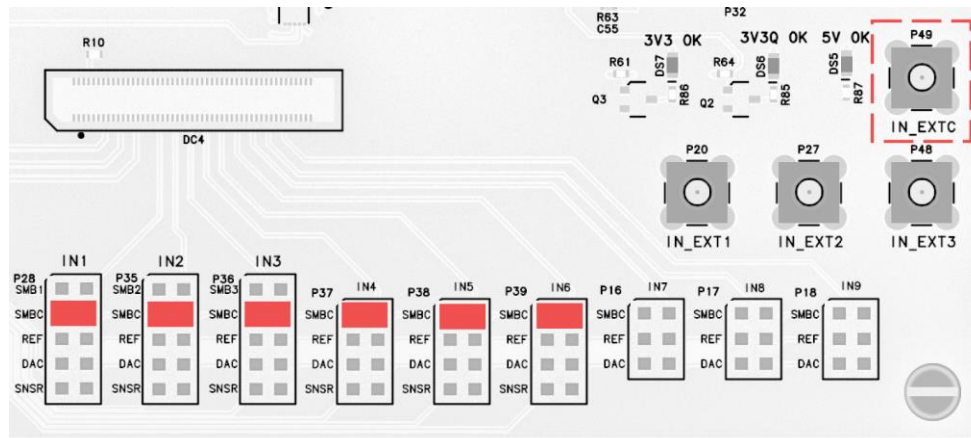 P32
R63
C55
R10
3V3 OK
3V3Q OK
5V OK
P49
R61
DS7
R64
DS6
DS5
Q3
R86
Q2
R85
R87
IN_EXTC
DC4
P20
P27
P48
IN_EXT1
IN_EXT2
IN_EXT3
IN1
IN2
IN3
P28
SMB1
SMBC
REF
DAC
SNSR
P35
SMB2
SMBC
REF
DAC
SNSR
P36
SMB3
SMBC
REF
DAC
SNSR
P37
IN4
SMBC
REF
DAC
SNSR
P38
IN5
SMBC
REF
DAC
SNSR
P39
IN6
SMBC
REF
DAC
SNSR
P16
IN7
SMBC
REF
DAC
P17
IN8
SMBC
REF
DAC
P18
IN9
SMBC
REF
DAC